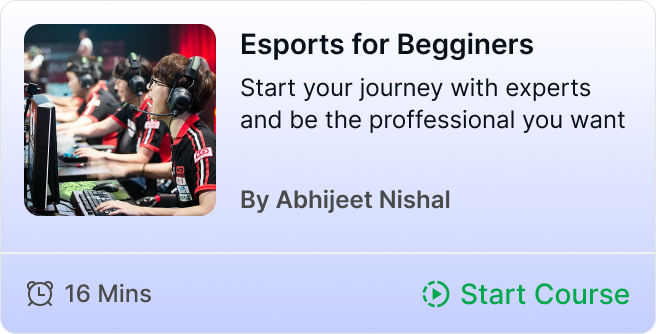 Esports for Begginers
Start your journey with experts
and be the proffessional you want
By Abhijeet Nishal
16 Mins
Start Course